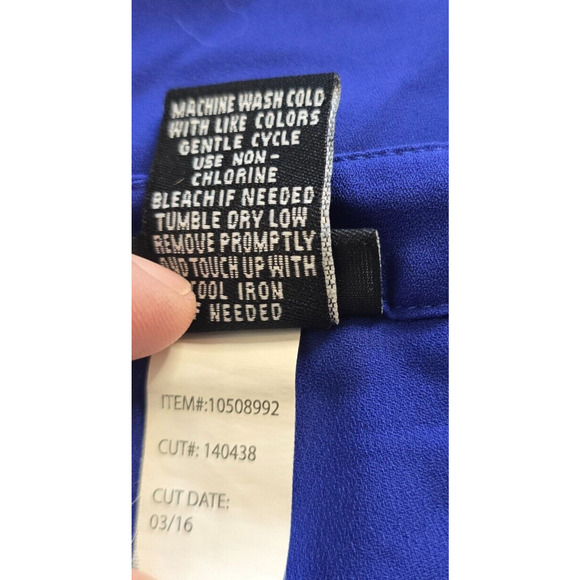 MACHINE WASH COLD
WITH LIKE COLORS
GENTLE CYCLE
USE NON-
CHLORINE
BLEACH IF NEEDED
TUMBLE DRY LOW
REMOVE PROMPTLY
AND TOUCH UP WITH
COOL IRON
IF NEEDED
ITEM#:10508992
CUT#: 140438
CUT DATE:
03/16